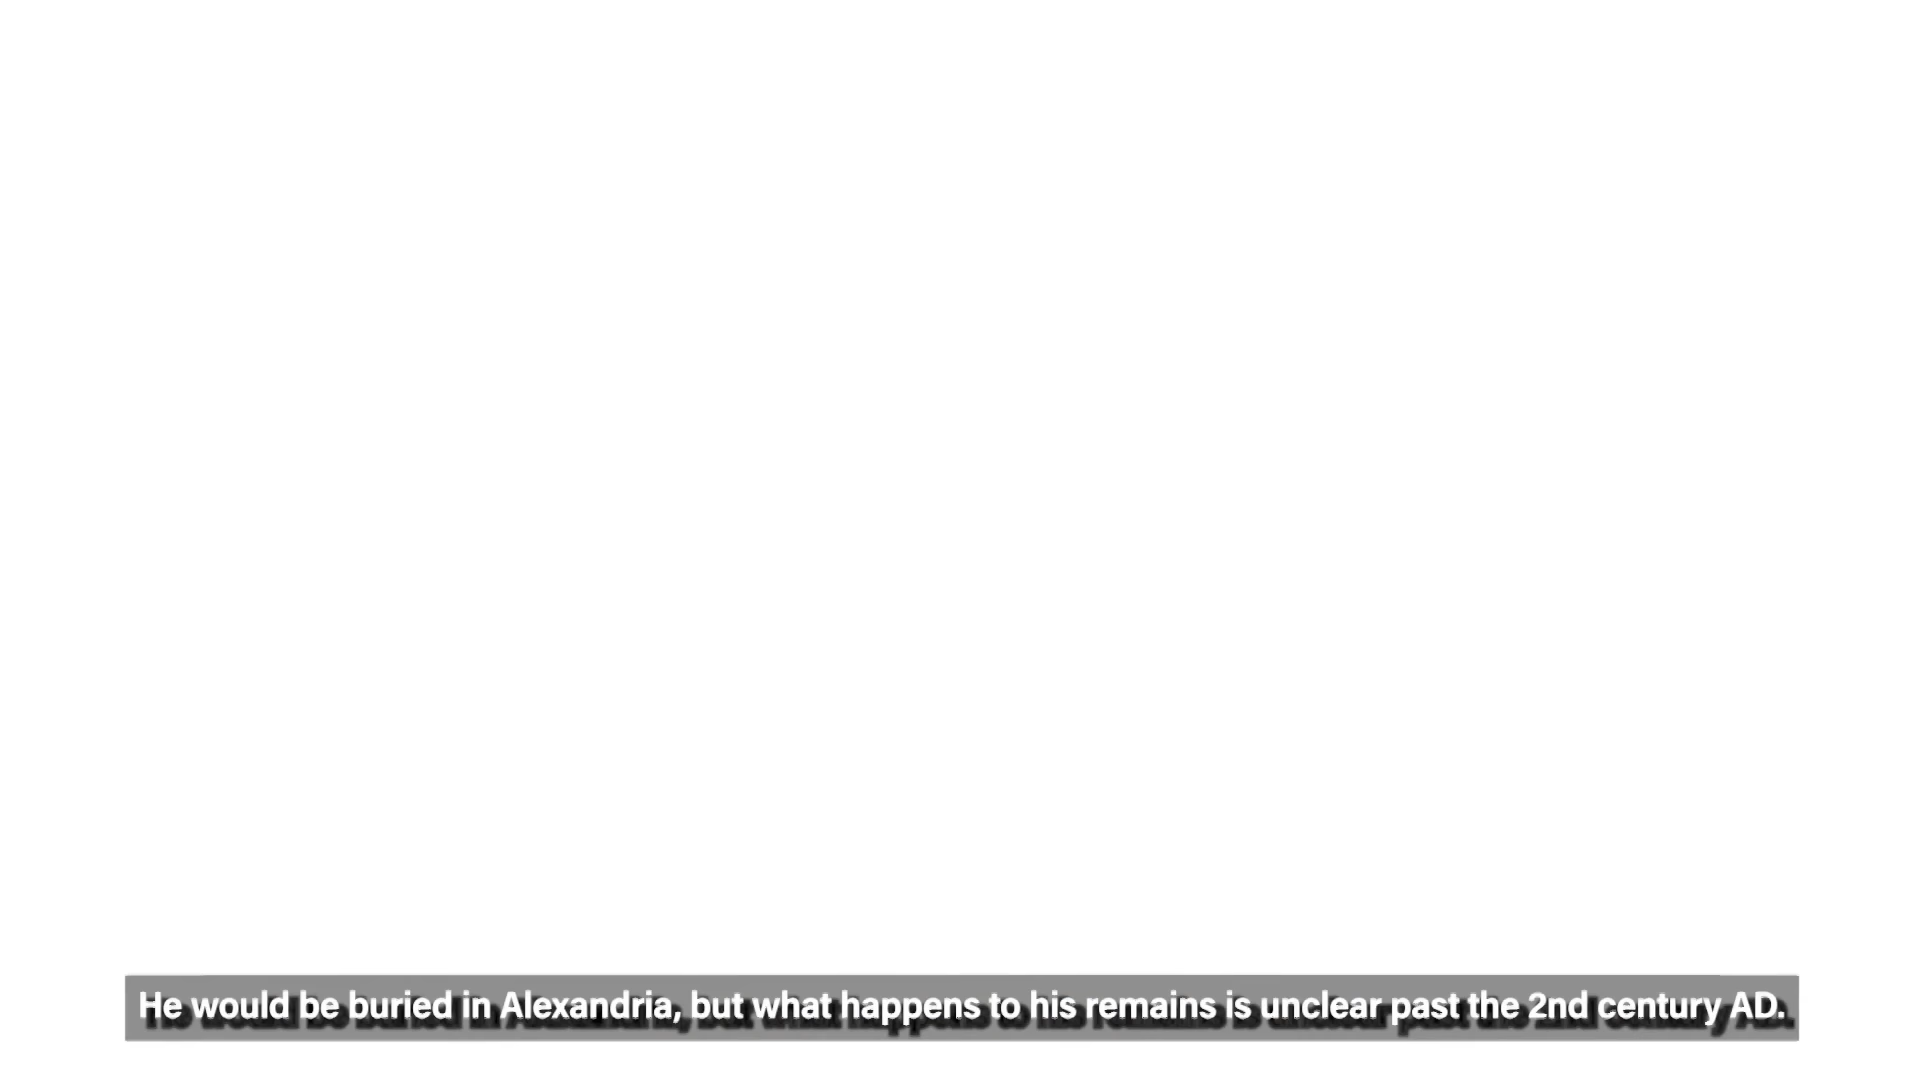 He would be buried in Alexandria, but what happens to his remains is unclear past the 2nd century AD.